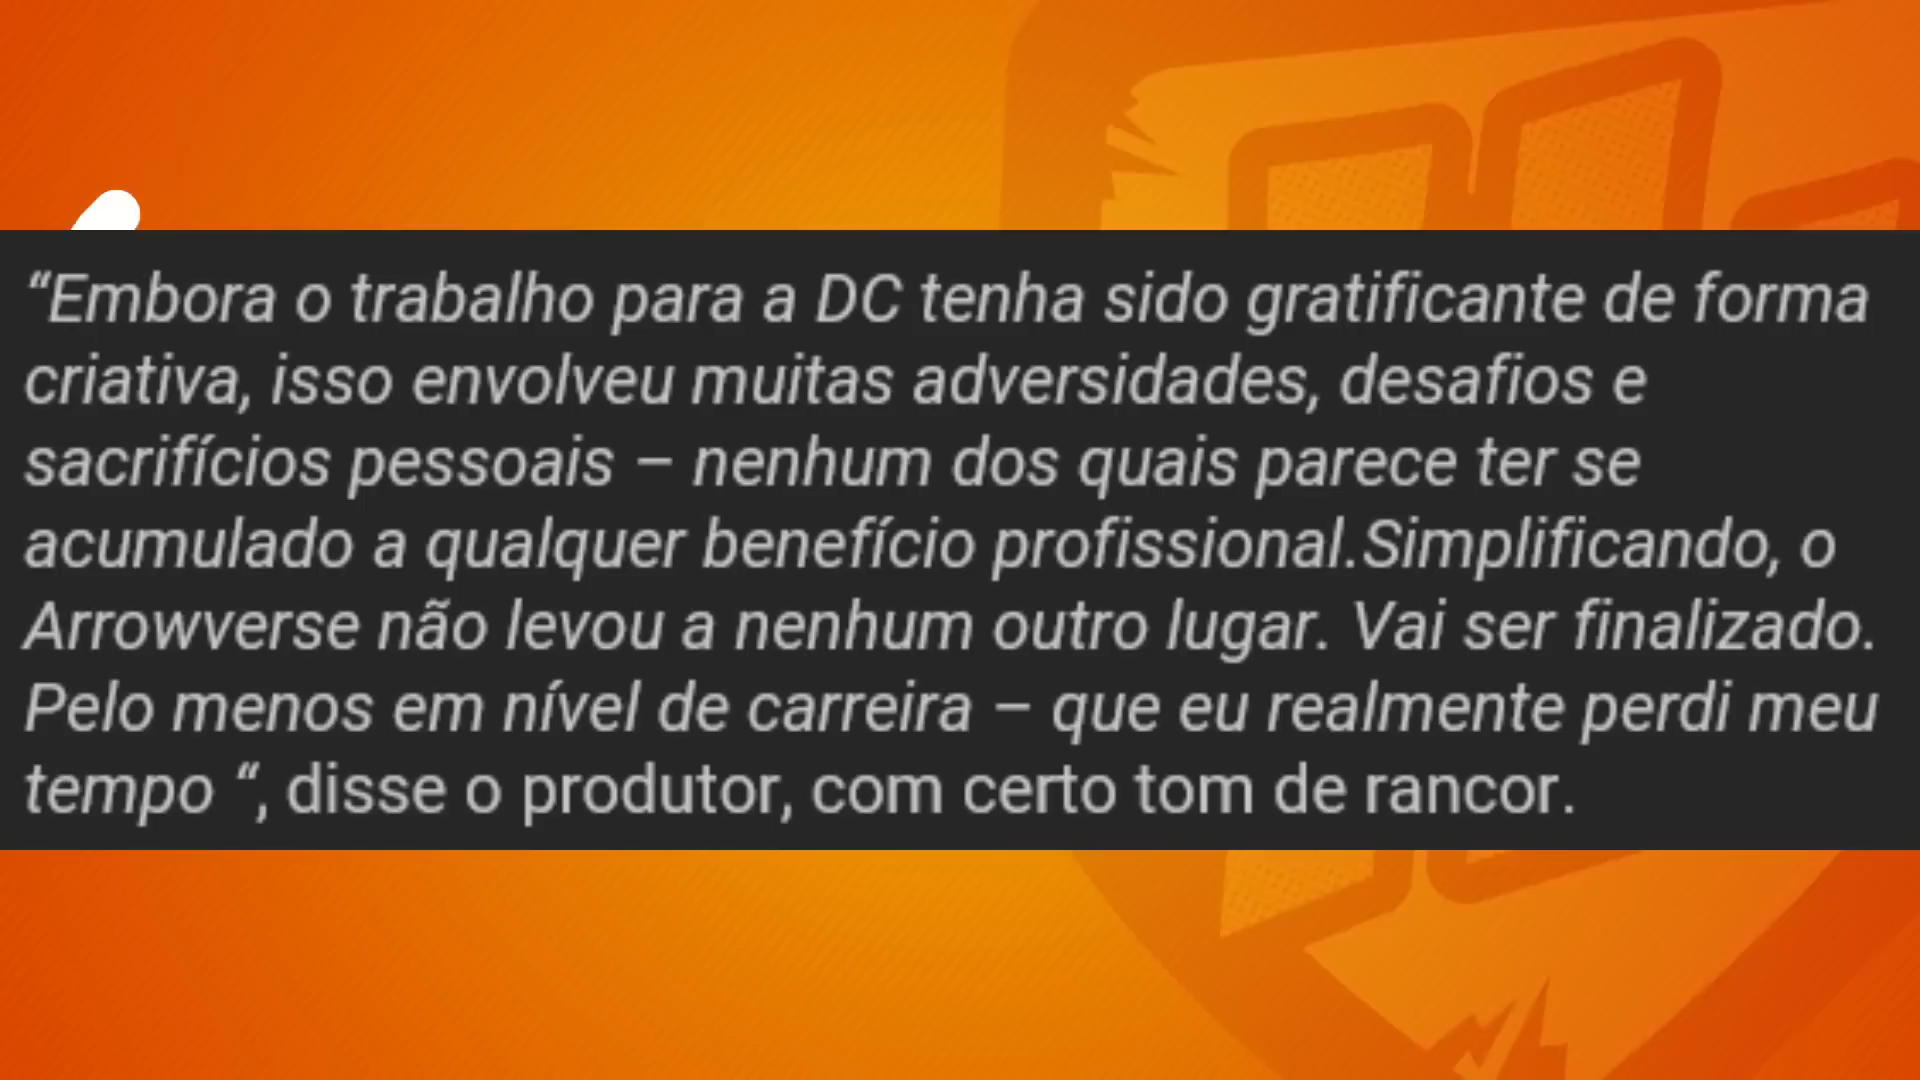 “Embora o trabalho para a DC tenha sido gratificante de forma
criativa, isso envolveu muitas adversidades, desafios e
sacrifícios pessoais – nenhum dos quais parece ter se
acumulado a qualquer benefício profissional.Simplificando, o
Arrowverse não levou a nenhum outro lugar. Vai ser finalizado.
Pelo menos em nível de carreira – que eu realmente perdi meu
tempo “, disse o produtor, com certo tom de rancor.